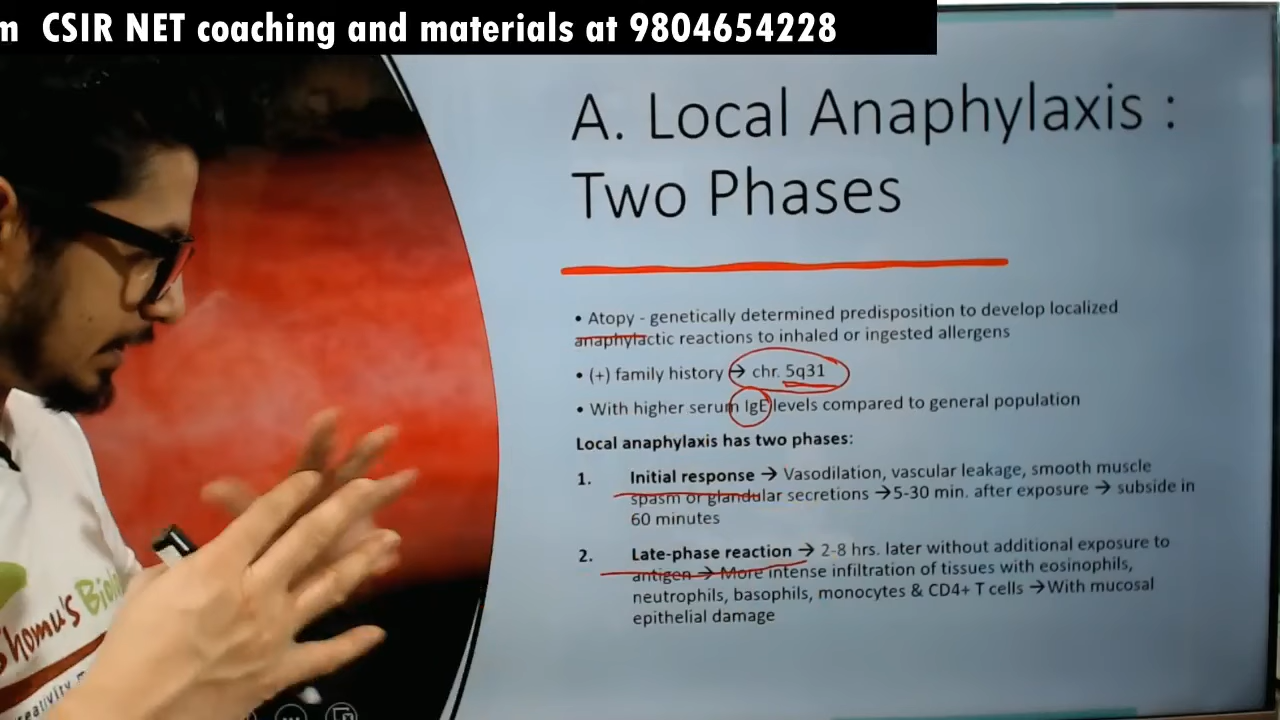 m CSIR NET coaching and materials at 9804654228
A. Local Anaphylaxis :
Two Phases
• Atopy - genetically determined predisposition to develop localized
anaphylactic reactions to inhaled or ingested allergens
• (+) family history → chr. 5q31
• With higher serum IgE levels compared to general population
Local anaphylaxis has two phases:
1. Initial response → Vasodilation, vascular leakage, smooth muscle
spasm or glandular secretions →5-30 min. after exposure → subside in
60 minutes
2. Late-phase reaction → 2-8 hrs. later without additional exposure to
antigen → More intense infiltration of tissues with eosinophils,
neutrophils, basophils, monocytes & CD4+ T cells →With mucosal
epithelial damage
Shomu's Biol